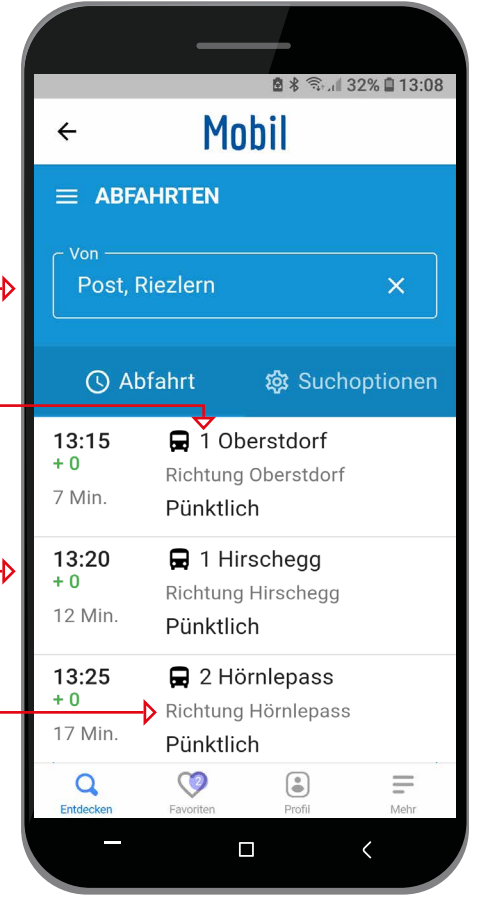 32% 13:08
Mobil
ABFAHRTEN
Von
Post, Riezlern
Abfahrt Suchoptionen
13:15 1 Oberstdorf
+ 0
Richtung Oberstdorf
7 Min.
Pünktlich
13:20 1 Hirschegg
+ 0
Richtung Hirschegg
12 Min.
Pünktlich
13:25 2 Hörnlepass
+ 0
Richtung Hörnlepass
17 Min.
Pünktlich
2
Entdecken Favoriten Profil Mehr